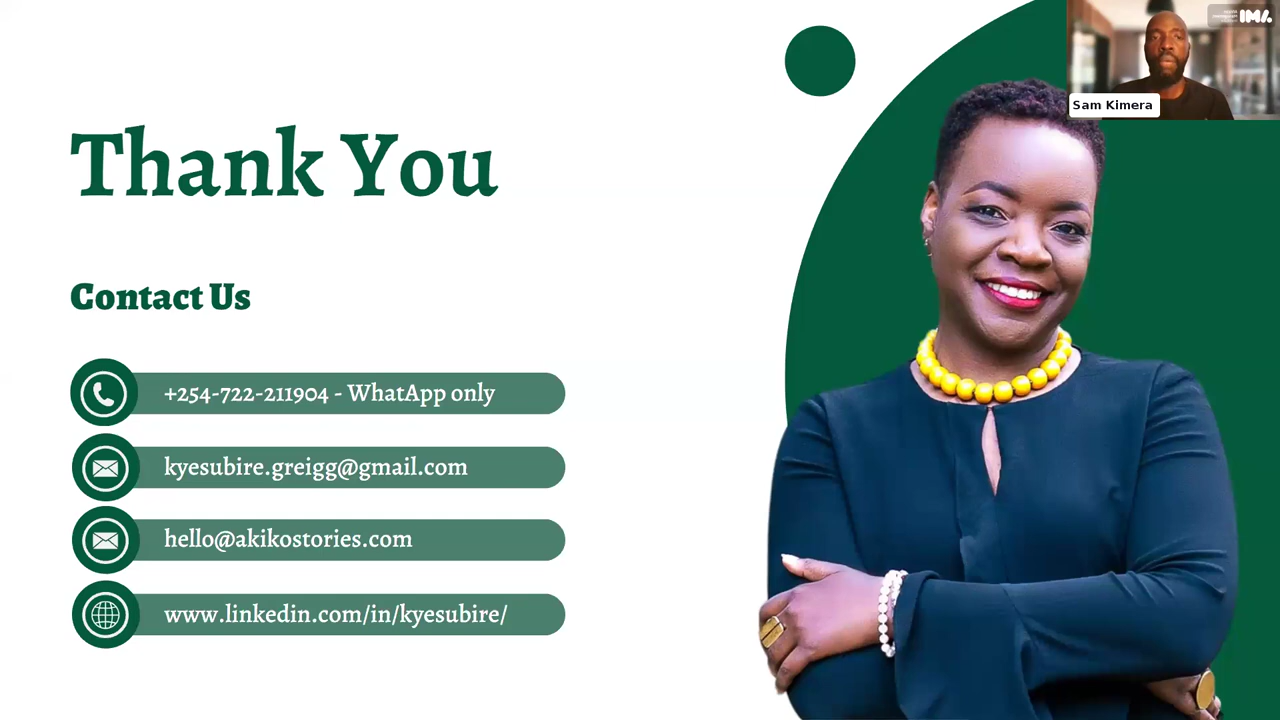 Thank You
Contact Us
+254-722-211904 - WhatApp only
kyesubire.greigg@gmail.com
hello@akikostories.com
www.linkedin.com/in/kyesubire/
Sam Kimera